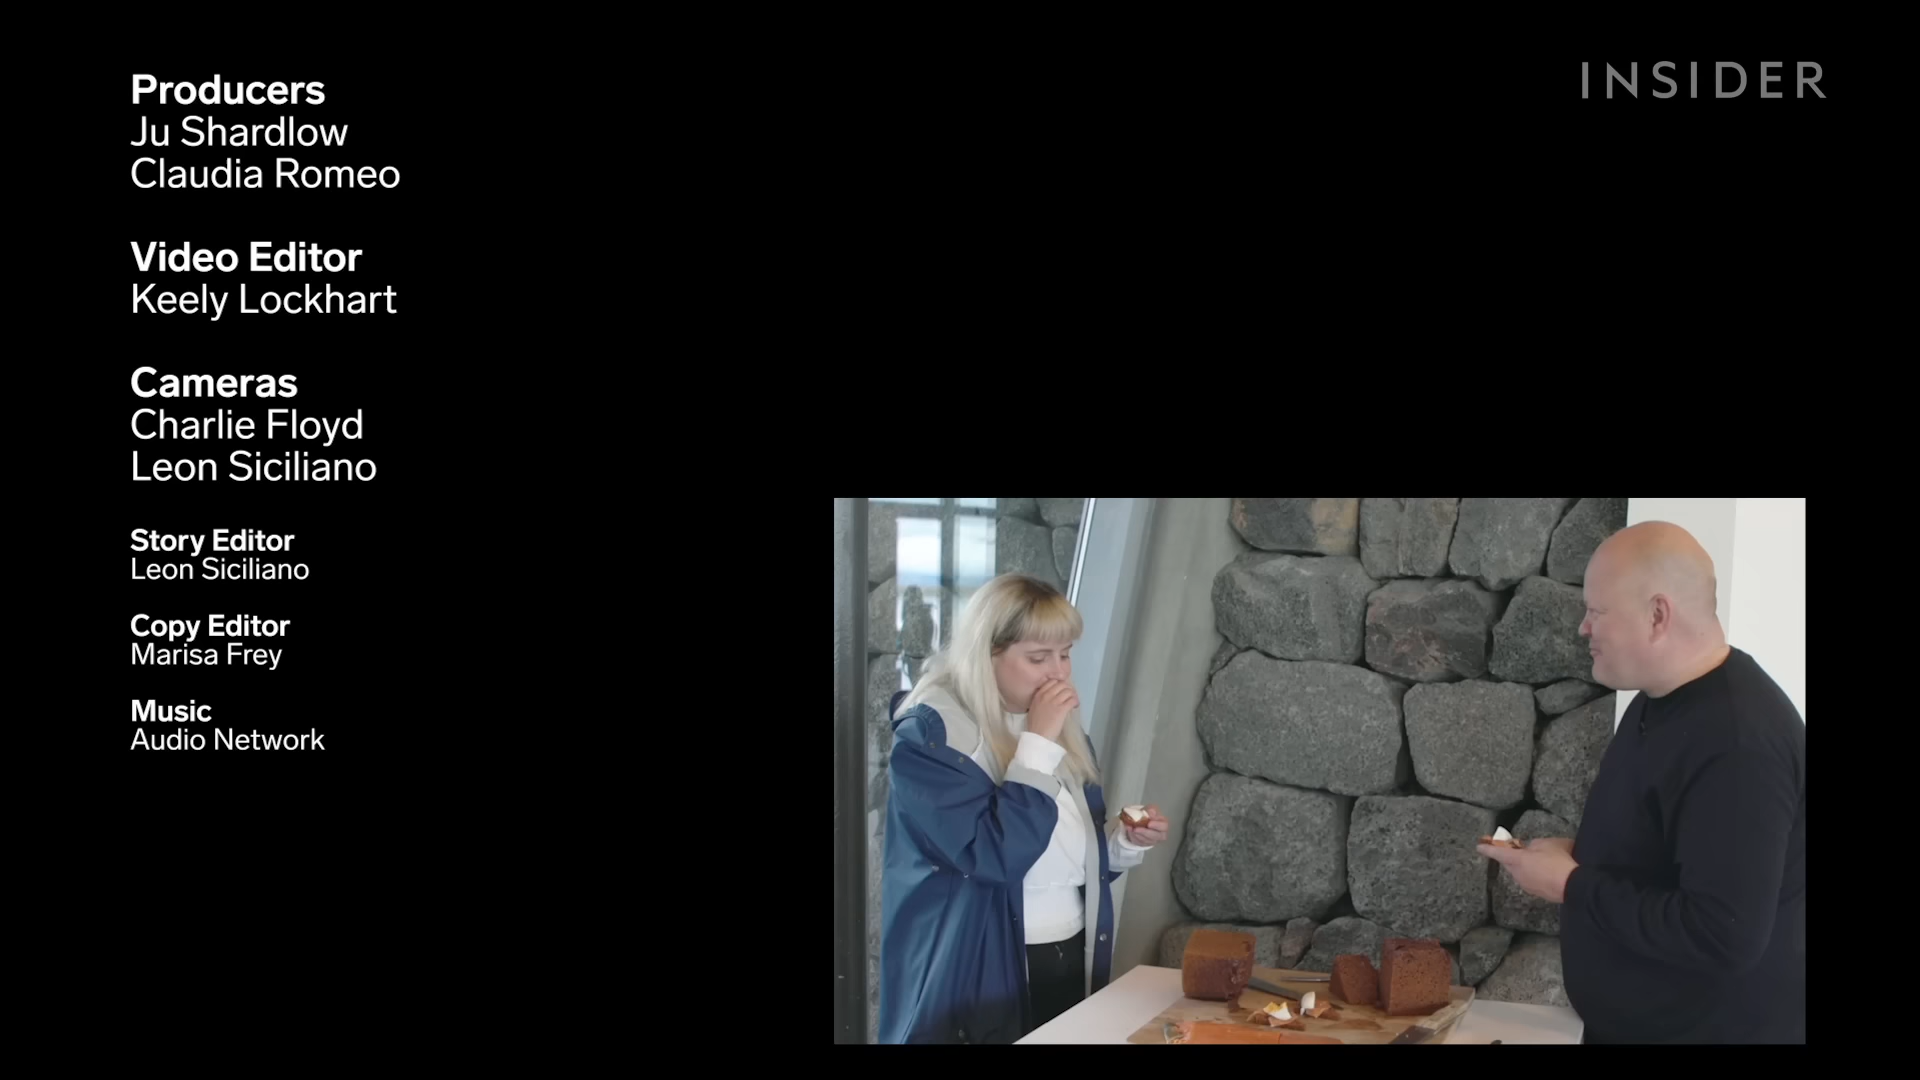 INSIDER
Producers
Ju Shardlow
Claudia Romeo
Video Editor
Keely Lockhart
Cameras
Charlie Floyd
Leon Siciliano
Story Editor
Leon Siciliano
Copy Editor
Marisa Frey
Music
Audio Network